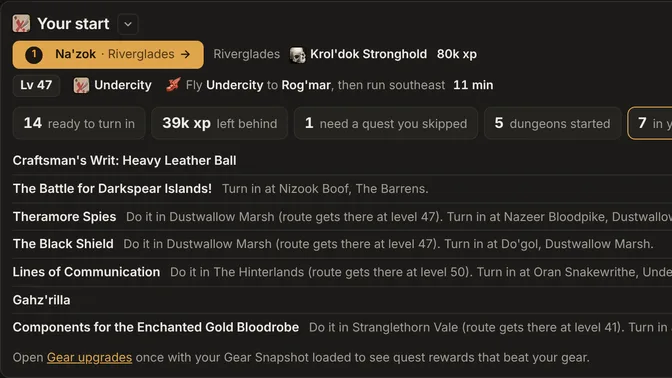 Your start
1 Na'zok · Riverglades → Riverglades Krol'dok Stronghold 80k xp
Lv 47 Undercity Fly Undercity to Rog'mar, then run southeast 11 min
14 ready to turn in 39k xp left behind 1 need a quest you skipped 5 dungeons started 7 in y
Craftsman's Writ: Heavy Leather Ball
The Battle for Darkspear Islands! Turn in at Nizook Boof, The Barrens.
Theramore Spies Do it in Dustwallow Marsh (route gets there at level 47). Turn in at Nazeer Bloodpike, Dustwallo
The Black Shield Do it in Dustwallow Marsh (route gets there at level 47). Turn in at Do'gol, Dustwallow Marsh.
Lines of Communication Do it in The Hinterlands (route gets there at level 50). Turn in at Oran Snakewrithe, Unde
Gahz'rilla
Components for the Enchanted Gold Bloodrobe Do it in Stranglethorn Vale (route gets there at level 41). Turn in
Open Gear upgrades once with your Gear Snapshot loaded to see quest rewards that beat your gear.